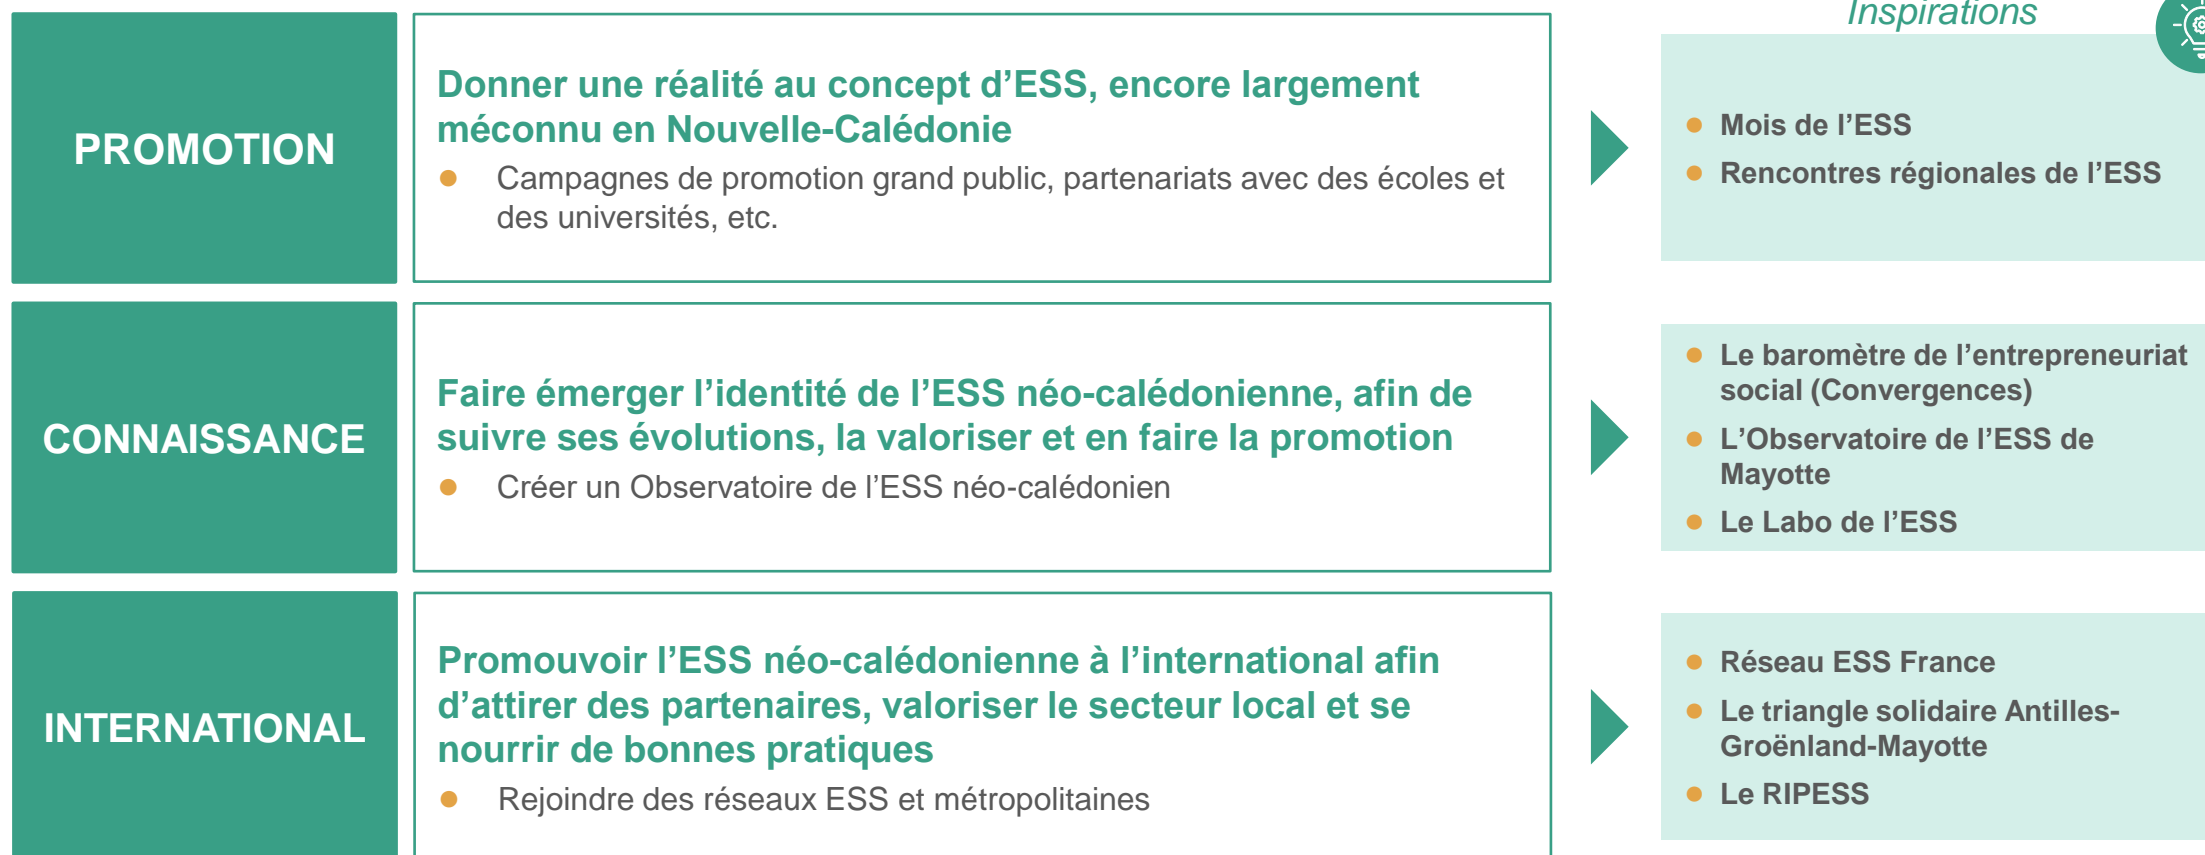 Inspirations
PROMOTION
Donner une réalité au concept d’ESS, encore largement
méconnu en Nouvelle-Calédonie
Campagnes de promotion grand public, partenariats avec des écoles et
des universités, etc.
Mois de l’ESS
Rencontres régionales de l’ESS
CONNAISSANCE
Faire émerger l’identité de l’ESS néo-calédonienne, afin de
suivre ses évolutions, la valoriser et en faire la promotion
Créer un Observatoire de l’ESS néo-calédonien
Le baromètre de l’entrepreneuriat
social (Convergences)
L’Observatoire de l’ESS de
Mayotte
Le Labo de l’ESS
INTERNATIONAL
Promouvoir l’ESS néo-calédonienne à l’international afin
d’attirer des partenaires, valoriser le secteur local et se
nourrir de bonnes pratiques
Rejoindre des réseaux ESS et métropolitaines
Réseau ESS France
Le triangle solidaire Antilles-
Groënland-Mayotte
Le RIPESS